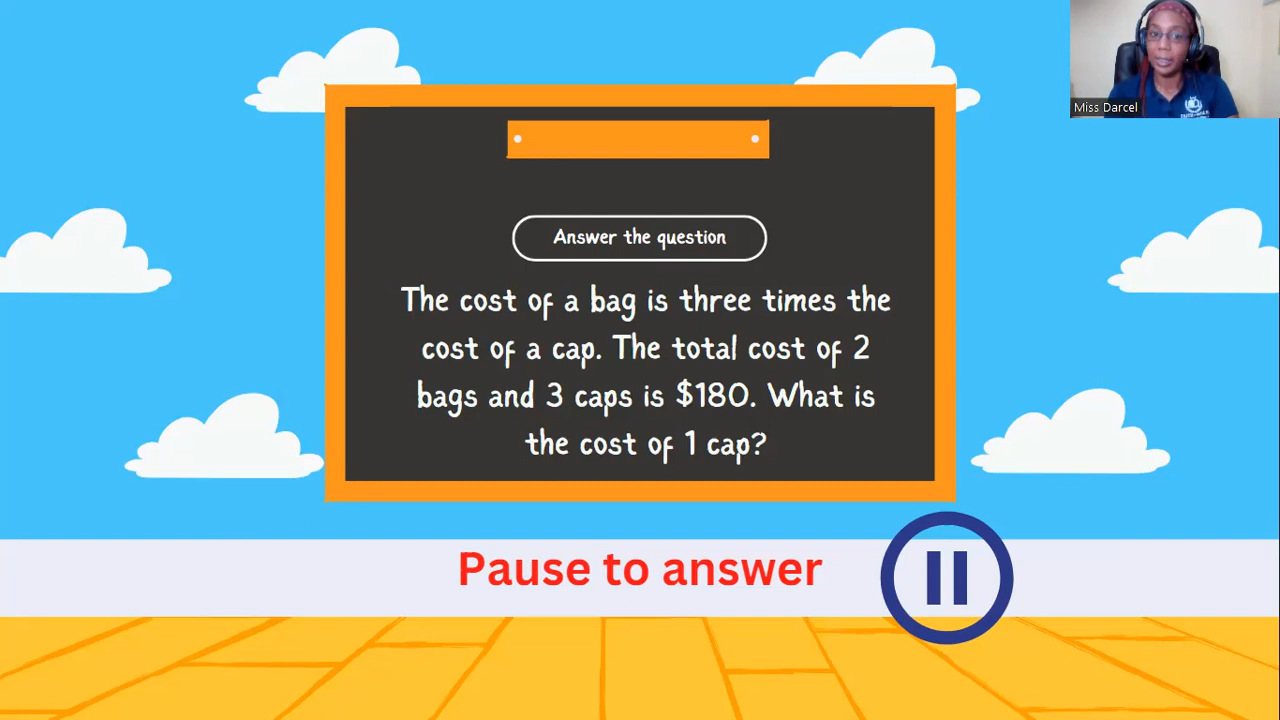 Miss Darcel
Answer the question
The cost of a bag is three times the
cost of a cap. The total cost of 2
bags and 3 caps is $180. What is
the cost of 1 cap?
Pause to answer